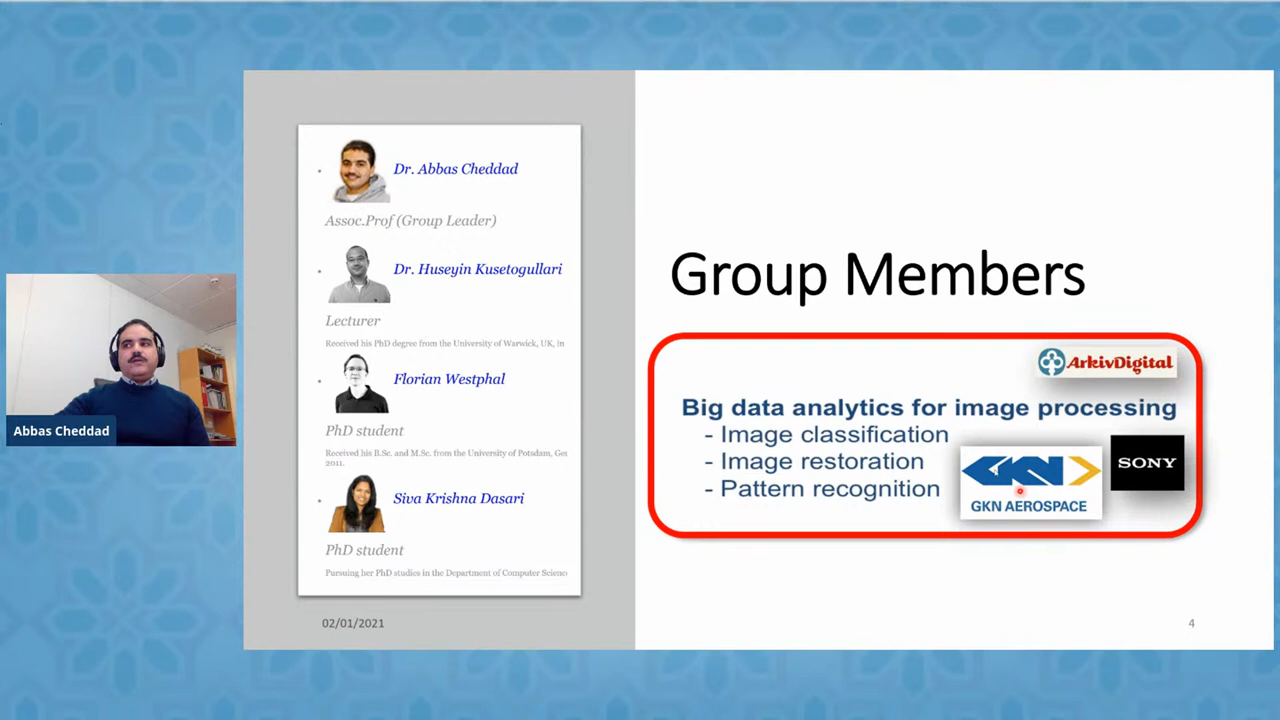 Dr. Abbas Cheddad
Assoc.Prof (Group Leader)
Dr. Huseyin Kusetogullari
Lecturer
Received his PhD degree from the University of Warwick, UK, in
Florian Westphal
PhD student
Received his B.Sc. and M.Sc. from the University of Potsdam, Ger
2011.
Siva Krishna Dasari
PhD student
Pursuing her PhD studies in the Department of Computer Science
02/01/2021
Group Members
ArkivDigital
Big data analytics for image processing
- Image classification
- Image restoration
- Pattern recognition
GKN
GKN AEROSPACE
SONY
4
Abbas Cheddad